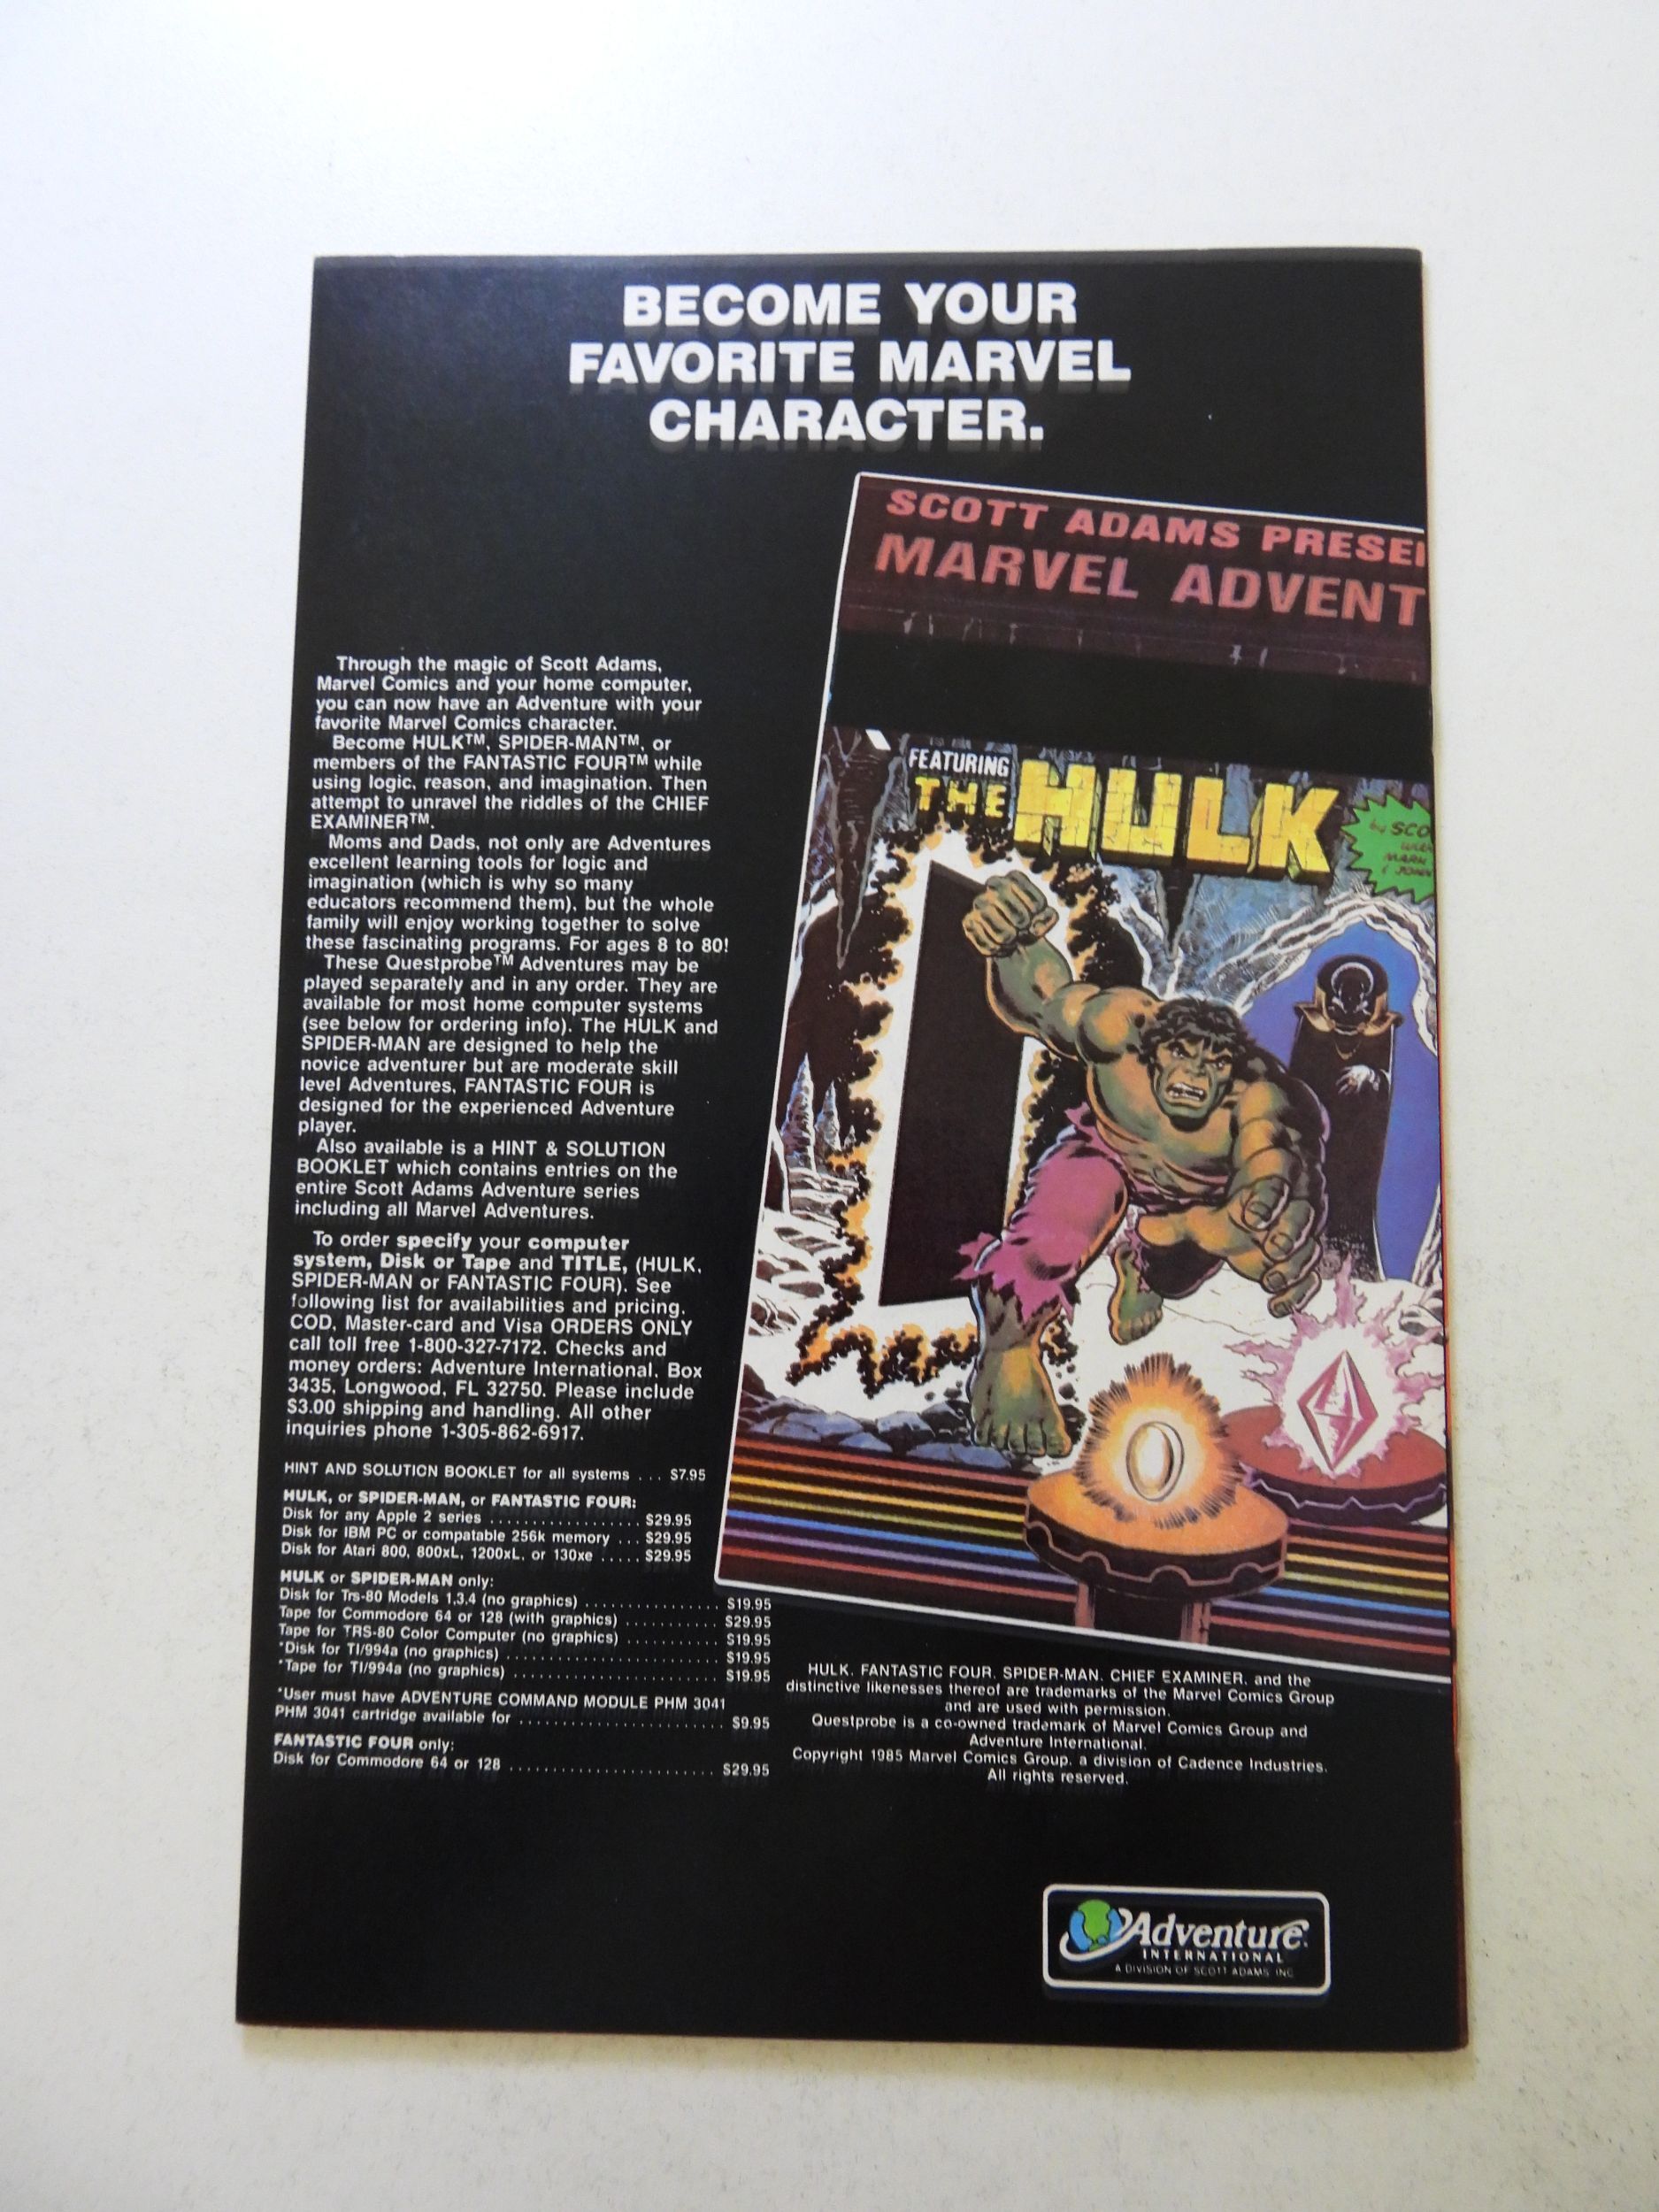 BECOME YOUR
FAVORITE MARVEL
CHARACTER.
SCOTT ADAMS PRESE
MARVEL ADVENT
FEATURING
THE HULK
by SCO
MARK
& JOHN
Through the magic of Scott Adams,
Marvel Comics and your home computer,
you can now have an Adventure with your
favorite Marvel Comics character.
Become HULK™, SPIDER-MAN™, or
members of the FANTASTIC FOUR™ while
using logic, reason, and imagination. Then
attempt to unravel the riddles of the CHIEF
EXAMINER™.
Moms and Dads, not only are Adventures
excellent learning tools for logic and
imagination (which is why so many
educators recommend them), but the whole
family will enjoy working together to solve
these fascinating programs. For ages 8 to 80!
These Questprobe™ Adventures may be
played separately and in any order. They are
available for most home computer systems
(see below for ordering info). The HULK and
SPIDER-MAN are designed to help the
novice adventurer but are moderate skill
level Adventures, FANTASTIC FOUR is
designed for the experienced Adventure
player.
Also available is a HINT & SOLUTION
BOOKLET which contains entries on the
entire Scott Adams Adventure series
including all Marvel Adventures.
To order specify your computer
system, Disk or Tape and TITLE, (HULK,
SPIDER-MAN or FANTASTIC FOUR). See
following list for availabilities and pricing.
COD, Master-card and Visa ORDERS ONLY
call toll free 1-800-327-7172. Checks and
money orders: Adventure International, Box
3435, Longwood, FL 32750. Please include
$3.00 shipping and handling. All other
inquiries phone 1-305-862-6917.
HINT AND SOLUTION BOOKLET for all systems ... $7.95
HULK, or SPIDER-MAN, or FANTASTIC FOUR:
Disk for any Apple 2 series .................. $29.95
Disk for IBM PC or compatable 256k memory ... $29.95
Disk for Atari 800, 800xL, 1200xL, or 130xe ..... $29.95
HULK or SPIDER-MAN only:
Disk for Trs-80 Models 1,3,4 (no graphics) ................ $19.95
Tape for Commodore 64 or 128 (with graphics) ........... $29.95
Tape for TRS-80 Color Computer (no graphics) ........... $19.95
*Disk for TI/994a (no graphics) .......................... $19.95
*Tape for TI/994a (no graphics) ........................ $19.95
*User must have ADVENTURE COMMAND MODULE PHM 3041
PHM 3041 cartridge available for ........................ $9.95
FANTASTIC FOUR only:
Disk for Commodore 64 or 128 ........................ $29.95
HULK, FANTASTIC FOUR, SPIDER-MAN, CHIEF EXAMINER, and the
distinctive likenesses thereof are trademarks of the Marvel Comics Group
and are used with permission.
Questprobe is a co-owned trademark of Marvel Comics Group and
Adventure International.
Copyright 1985 Marvel Comics Group, a division of Cadence Industries.
All rights reserved.
Adventure
INTERNATIONAL
A DIVISION OF SCOTT ADAMS INC